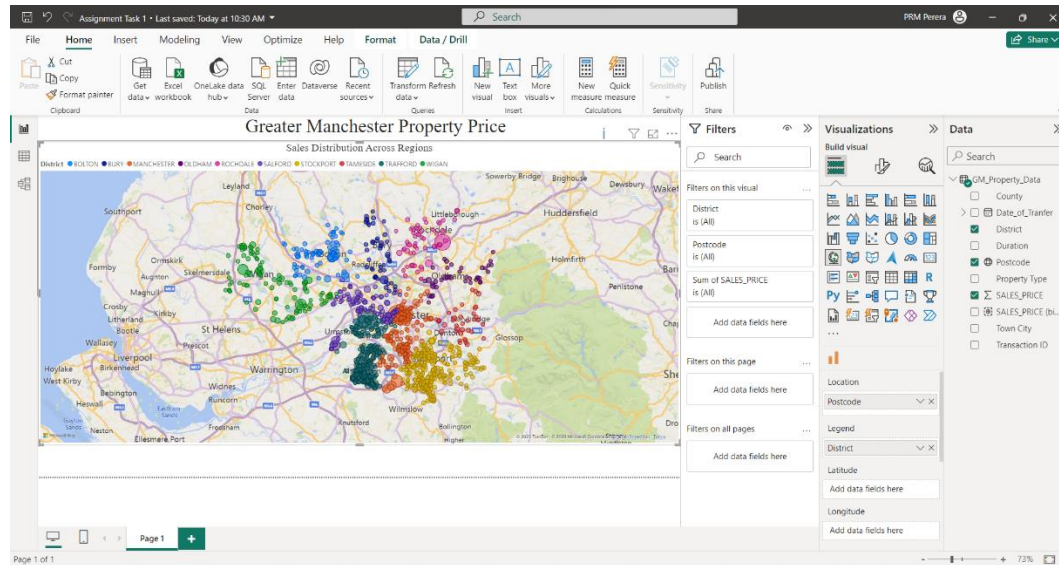 Assignment Task 1 • Last saved: Today at 10:30 AM
Search
PRM Perera
File Home Insert Modeling View Optimize Help Format Data / Drill
Share
Paste
Cut
Copy
Format painter
Clipboard
Get data
Excel workbook
OneLake data hub
SQL Server
Enter data
Dataverse
Recent sources
Data
Transform data
Refresh
Queries
New visual
Text box
More visuals
Insert
New measure
Quick measure
Calculations
Sensitivity
Sensitivity
Publish
Share
Greater Manchester Property Price
Sales Distribution Across Regions
District BOLTON BURY MANCHESTER OLDHAM ROCHDALE SALFORD STOCKPORT TAMESIDE TRAFFORD WIGAN
Sowerby Bridge
Brighouse
Dewsbury
Wakef
Leyland
Chorley
Southport
Littleborough
Huddersfield
Ormskirk
Formby
Skelmersdale
Holmfirth
Aughton
Maghull
Penistone
Crosby
Litherland
Kirkby
Bootle
St Helens
Glossop
Wallasey
Prescot
Liverpool
Hoylake
Birkenhead
Warrington
West Kirby
Widnes
Bebington
Runcorn
Heswall
Wilmslow
Neston
Frodsham
Knutsford
Bollington
Ellesmere Port
Higher
Filters
Search
Filters on this visual
District
is (All)
Postcode
is (All)
Sum of SALES_PRICE
is (All)
Add data fields here
Filters on this page
Add data fields here
Filters on all pages
Add data fields here
Visualizations
Build visual
R
Py
Location
Postcode
Legend
District
Latitude
Add data fields here
Longitude
Add data fields here
Data
Search
GM_Property_Data
County
Date_of_Tranfer
District
Duration
Postcode
Property Type
SALES_PRICE
SALES_PRICE (bi...
Town City
Transaction ID
Page 1
Page 1 of 1
73%